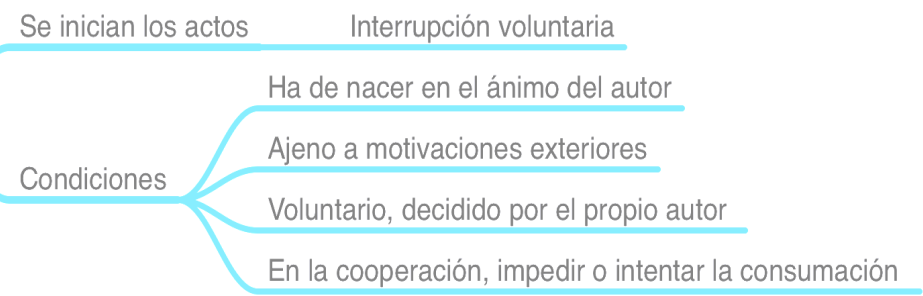 Se inician los actos
Interrupción voluntaria
Condiciones
Ha de nacer en el ánimo del autor
Ajeno a motivaciones exteriores
Voluntario, decidido por el propio autor
En la cooperación, impedir o intentar la consumación